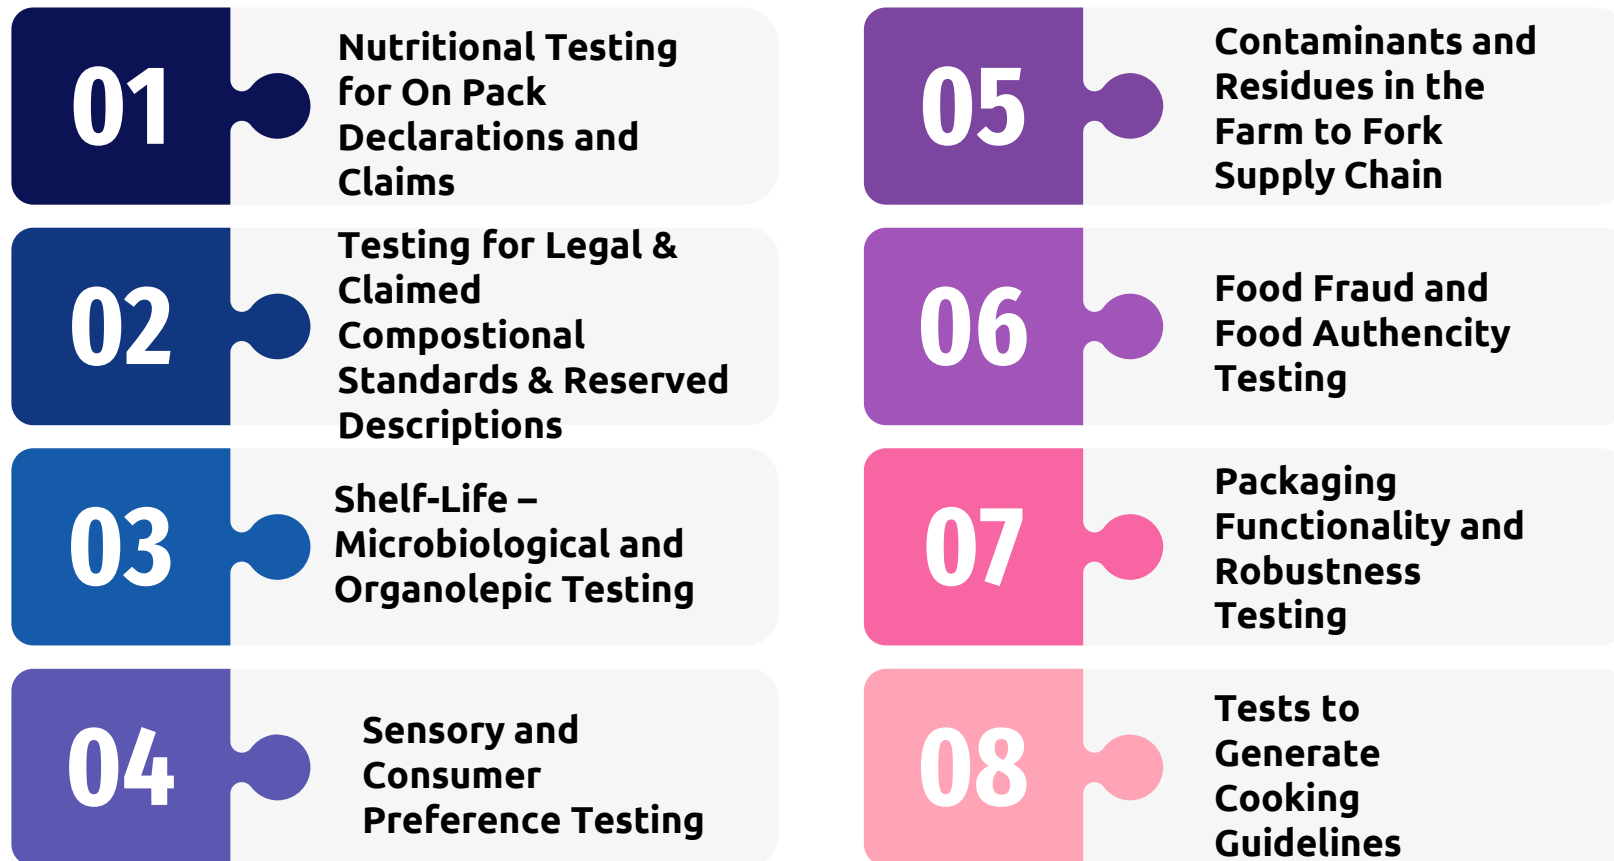 01
Nutritional Testing
for On Pack
Declarations and
Claims
02
Testing for Legal &
Claimed
Compostional
Standards & Reserved
Descriptions
03
Shelf-Life –
Microbiological and
Organolepic Testing
04
Sensory and
Consumer
Preference Testing
05
Contaminants and
Residues in the
Farm to Fork
Supply Chain
06
Food Fraud and
Food Authencity
Testing
07
Packaging
Functionality and
Robustness
Testing
08
Tests to
Generate
Cooking
Guidelines